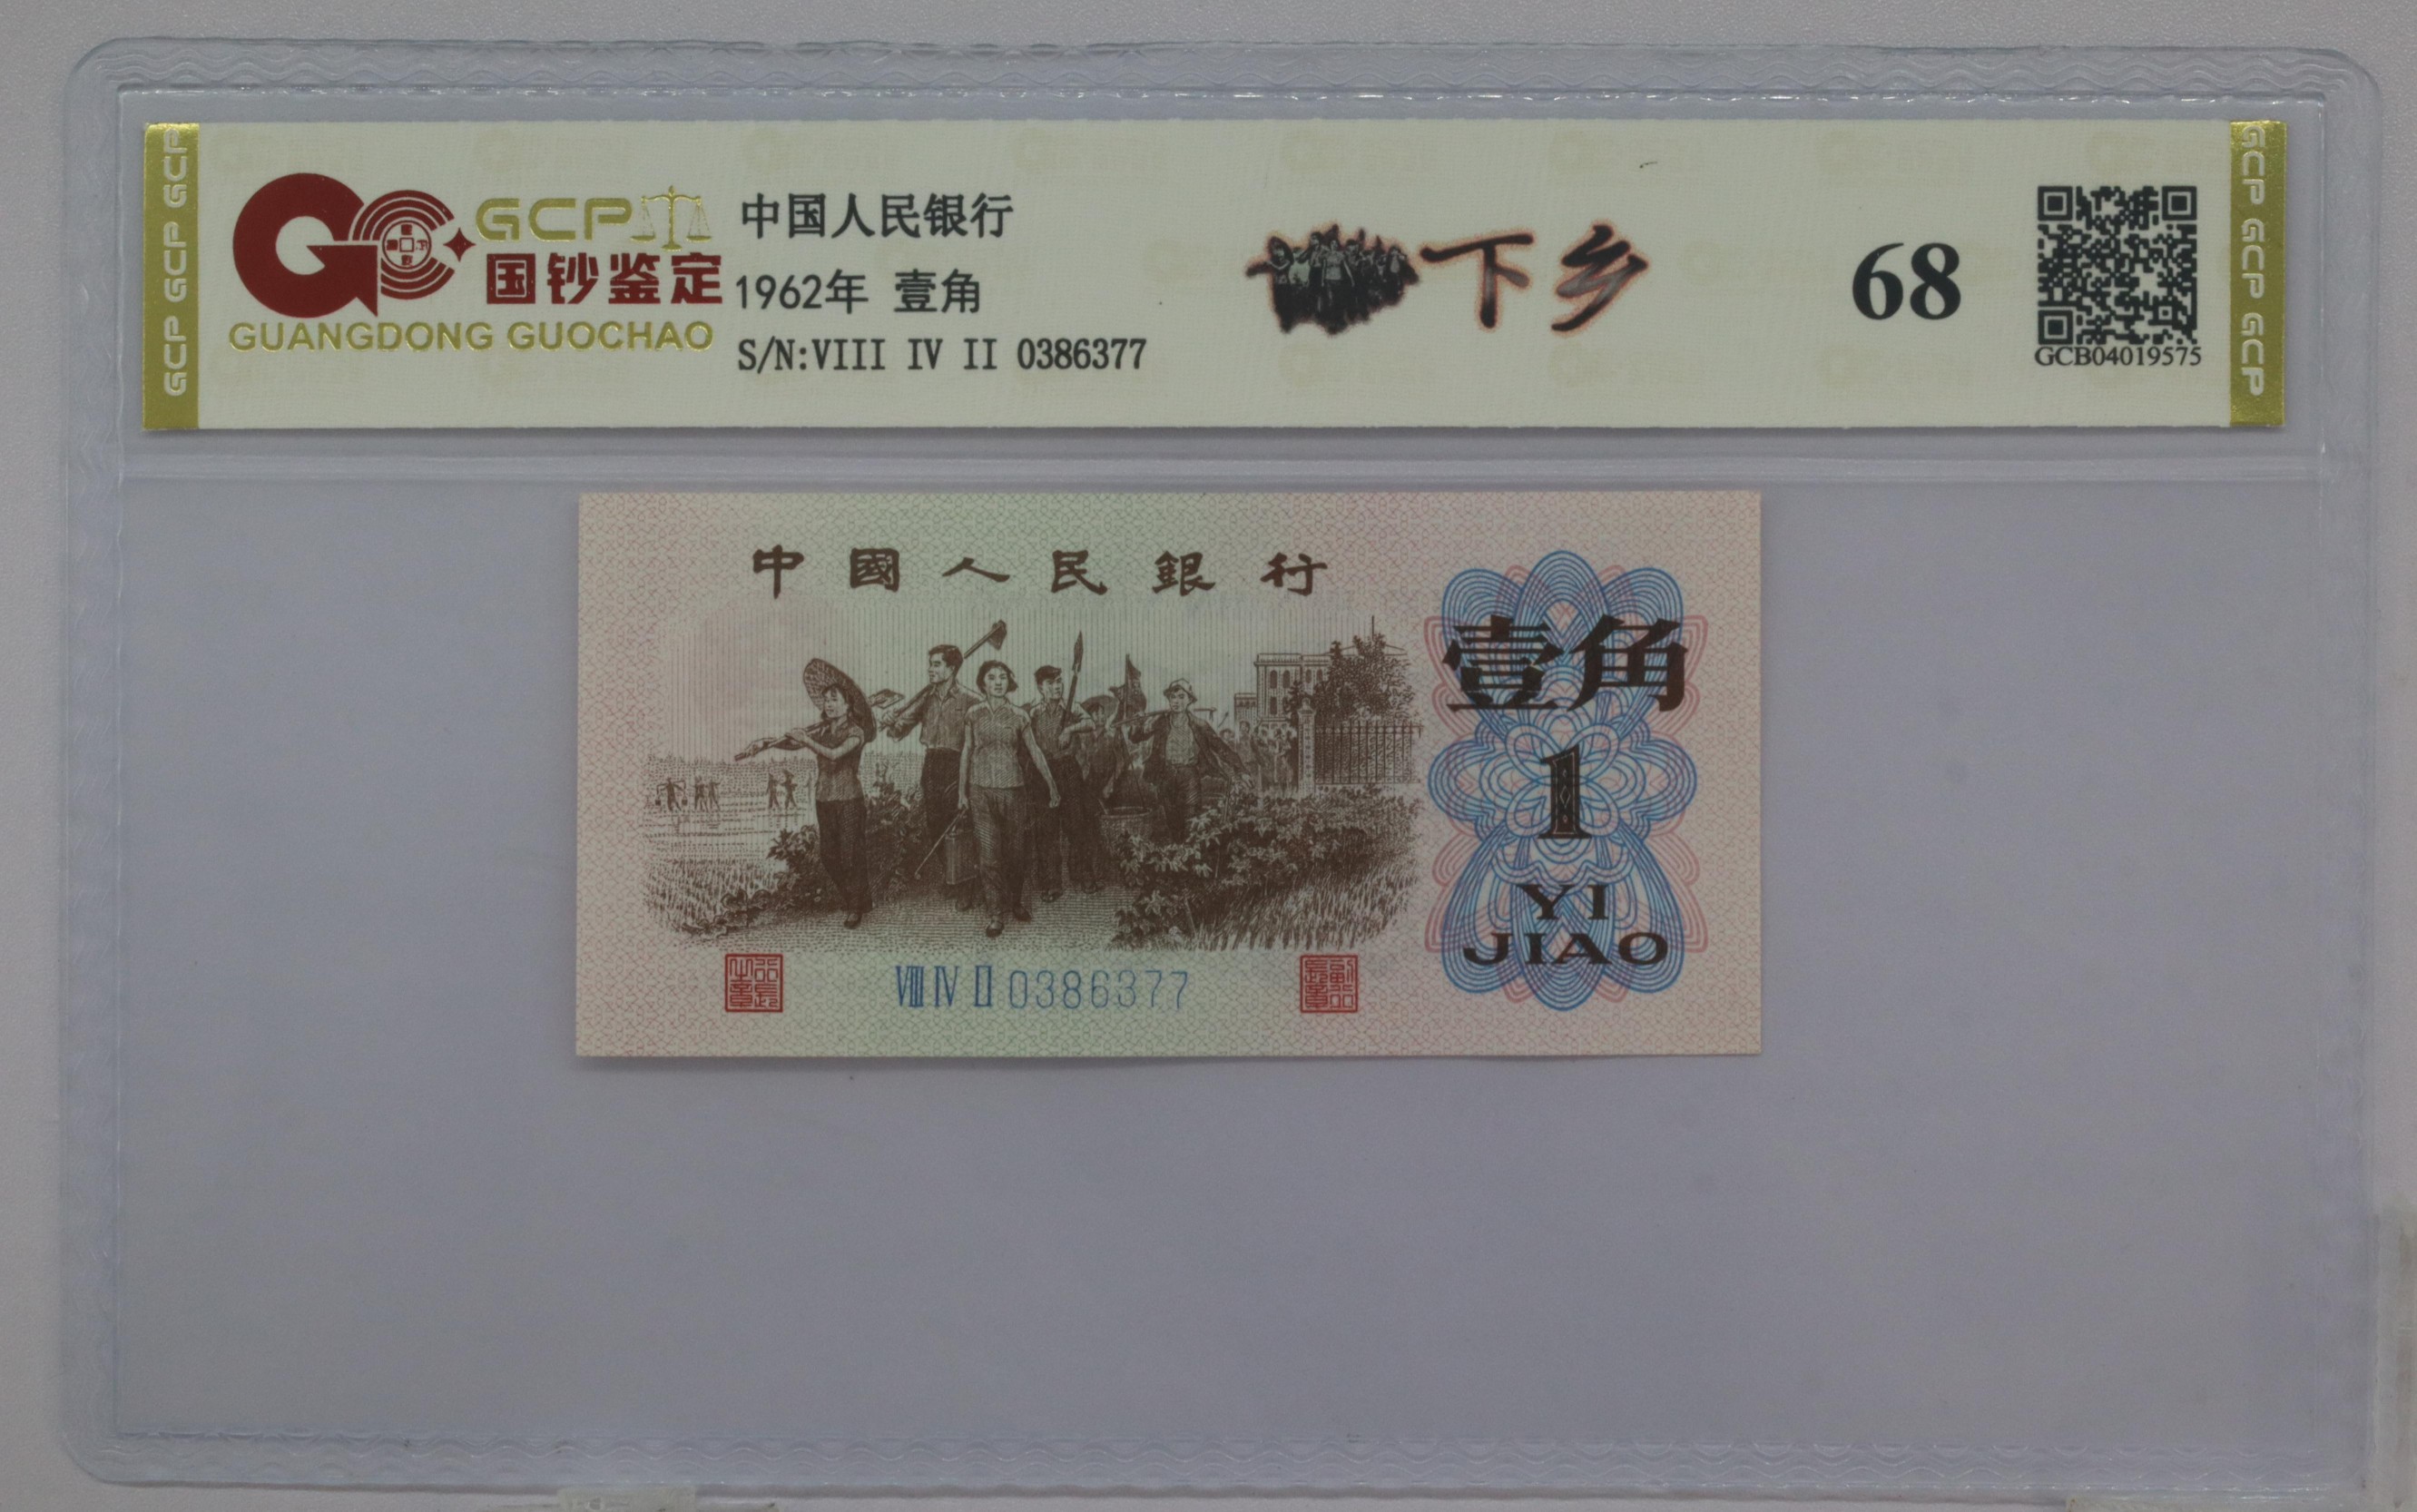 GCP GCP GCP
GCP
国钞鉴定
GUANGDONG GUOCHAO
中国人民银行
1962年 壹角
S/N:VIII IV II 0386377
下乡
68
GCB04019575
GCP GCP GCP
中國人民銀行
壹角
1
YI
JIAO
VIII IV II 0386377